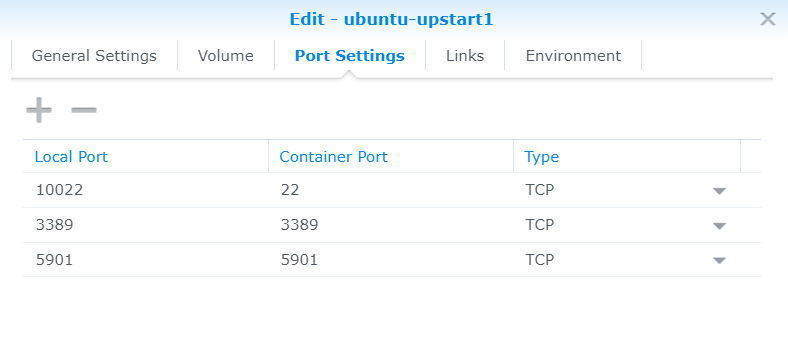 Edit - ubuntu-upstart1
General Settings Volume Port Settings Links Environment
Local Port Container Port Type
10022 22 TCP
3389 3389 TCP
5901 5901 TCP